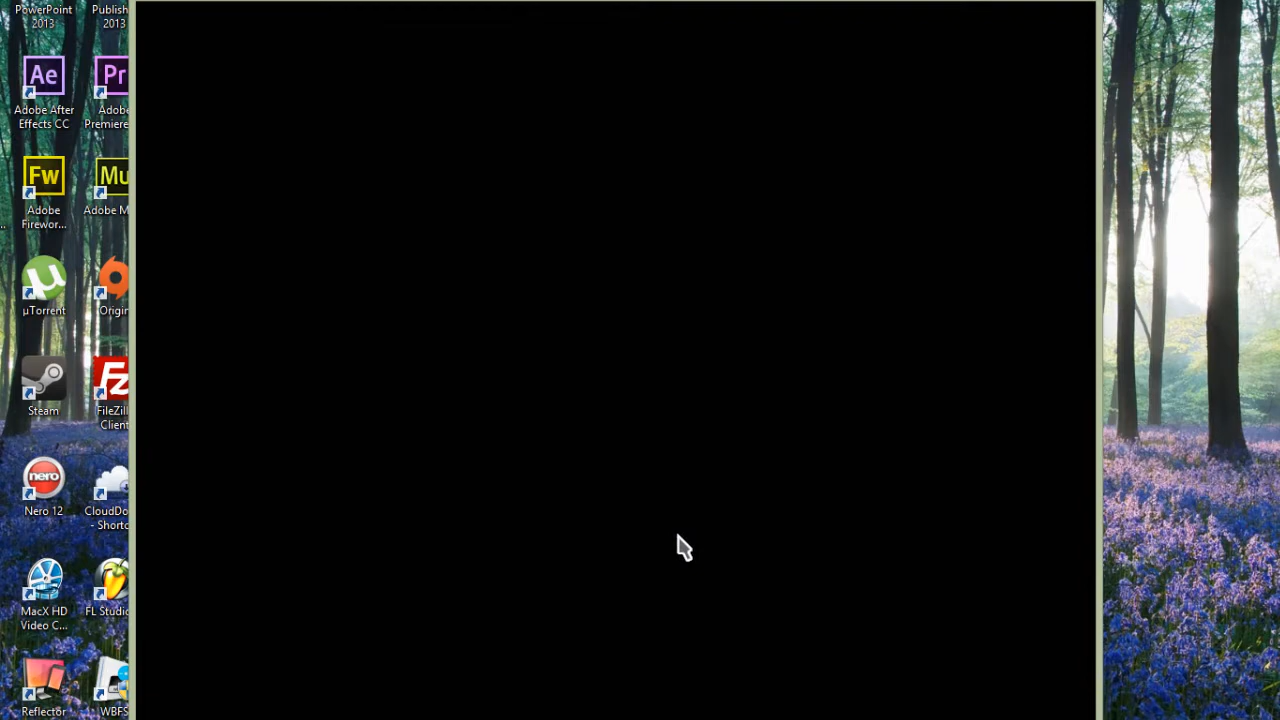 PowerPoint
2013
Publish
2013
Ae
Adobe After
Effects CC
Pr
Adobe
Premiere
Fw
Adobe
Firewor...
Mu
Adobe M
µ
µTorrent
Origin
Steam
FZ
FileZill
Client
nero
Nero 12
CloudDo
- Shortc
MacX HD
Video C...
FL Studio
Reflector
WBFS